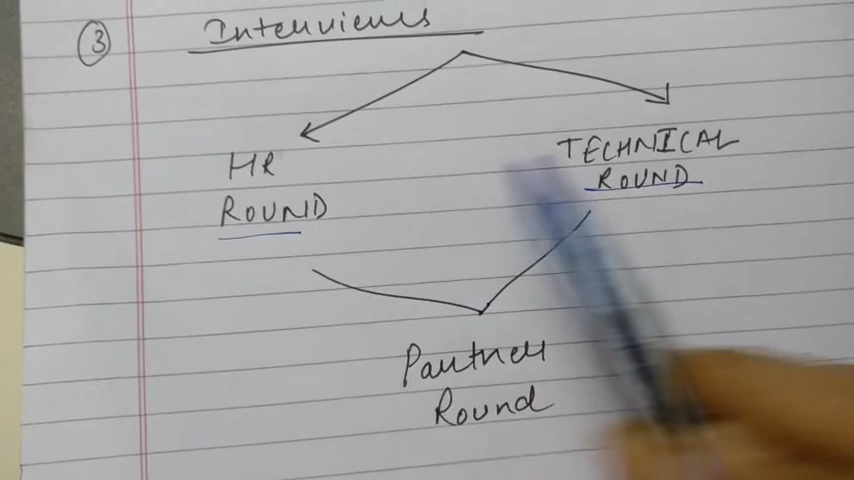 3 Interviews
HR
ROUND
TECHNICAL
ROUND
Partner
Round